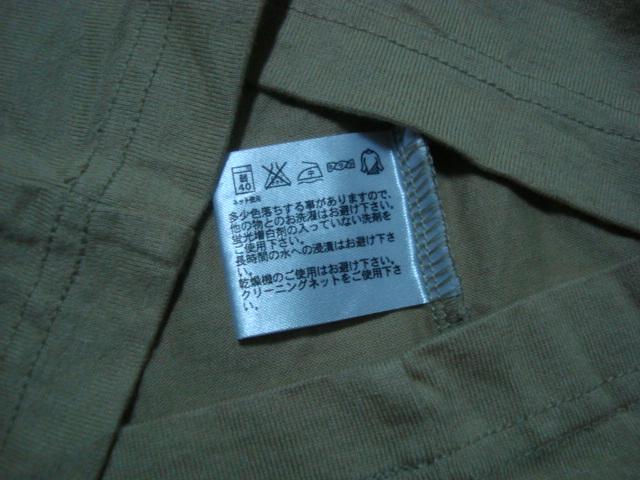 弱
40
ネット使用
多少色落ちする事がありますので、
他の物とのお洗濯はお避け下さい。
蛍光増白剤の入っていない洗剤を
ご使用下さい。
長時間の水への浸漬はお避け下さ
い。
乾燥機のご使用はお避け下さい。
クリーニングネットをご使用下さ
い。